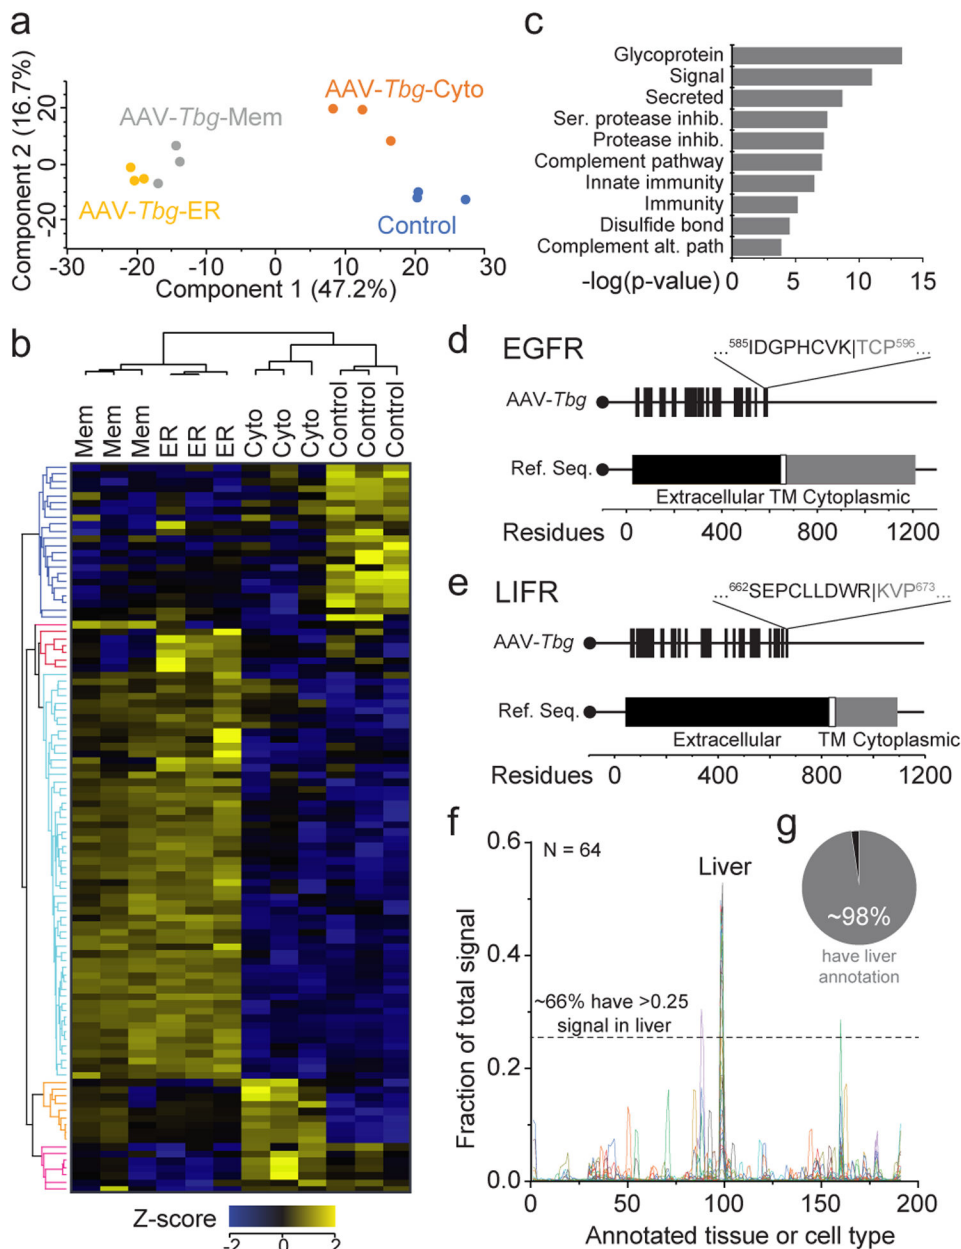 a
Component 2 (16.7%)
20
0
-20
AAV-Tbg-Cyto
AAV-Tbg-Mem
AAV-Tbg-ER
Control
-30 -20 -10 0 10 20 30
Component 1 (47.2%)
c
Glycoprotein
Signal
Secreted
Ser. protease inhib.
Protease inhib.
Complement pathway
Innate immunity
Immunity
Disulfide bond
Complement alt. path
-log(p-value) 0 5 10 15
b
Mem Mem Mem ER ER ER Cyto Cyto Cyto Control Control Control
Z-score
-2 0 2
d
EGFR
...⁵⁸⁵IDGPHCVK|TCP⁵⁹⁶...
AAV-Tbg
Ref. Seq.
Extracellular TM Cytoplasmic
Residues 0 400 800 1200
e
LIFR
...⁶⁶²SEPCLLDWR|KVP⁶⁷³...
AAV-Tbg
Ref. Seq.
Extracellular TM Cytoplasmic
Residues 0 400 800 1200
f
Fraction of total signal
0.6
0.4
0.2
0.0
N = 64
Liver
~66% have >0.25
signal in liver
0 50 100 150 200
Annotated tissue or cell type
g
~98%
have liver
annotation